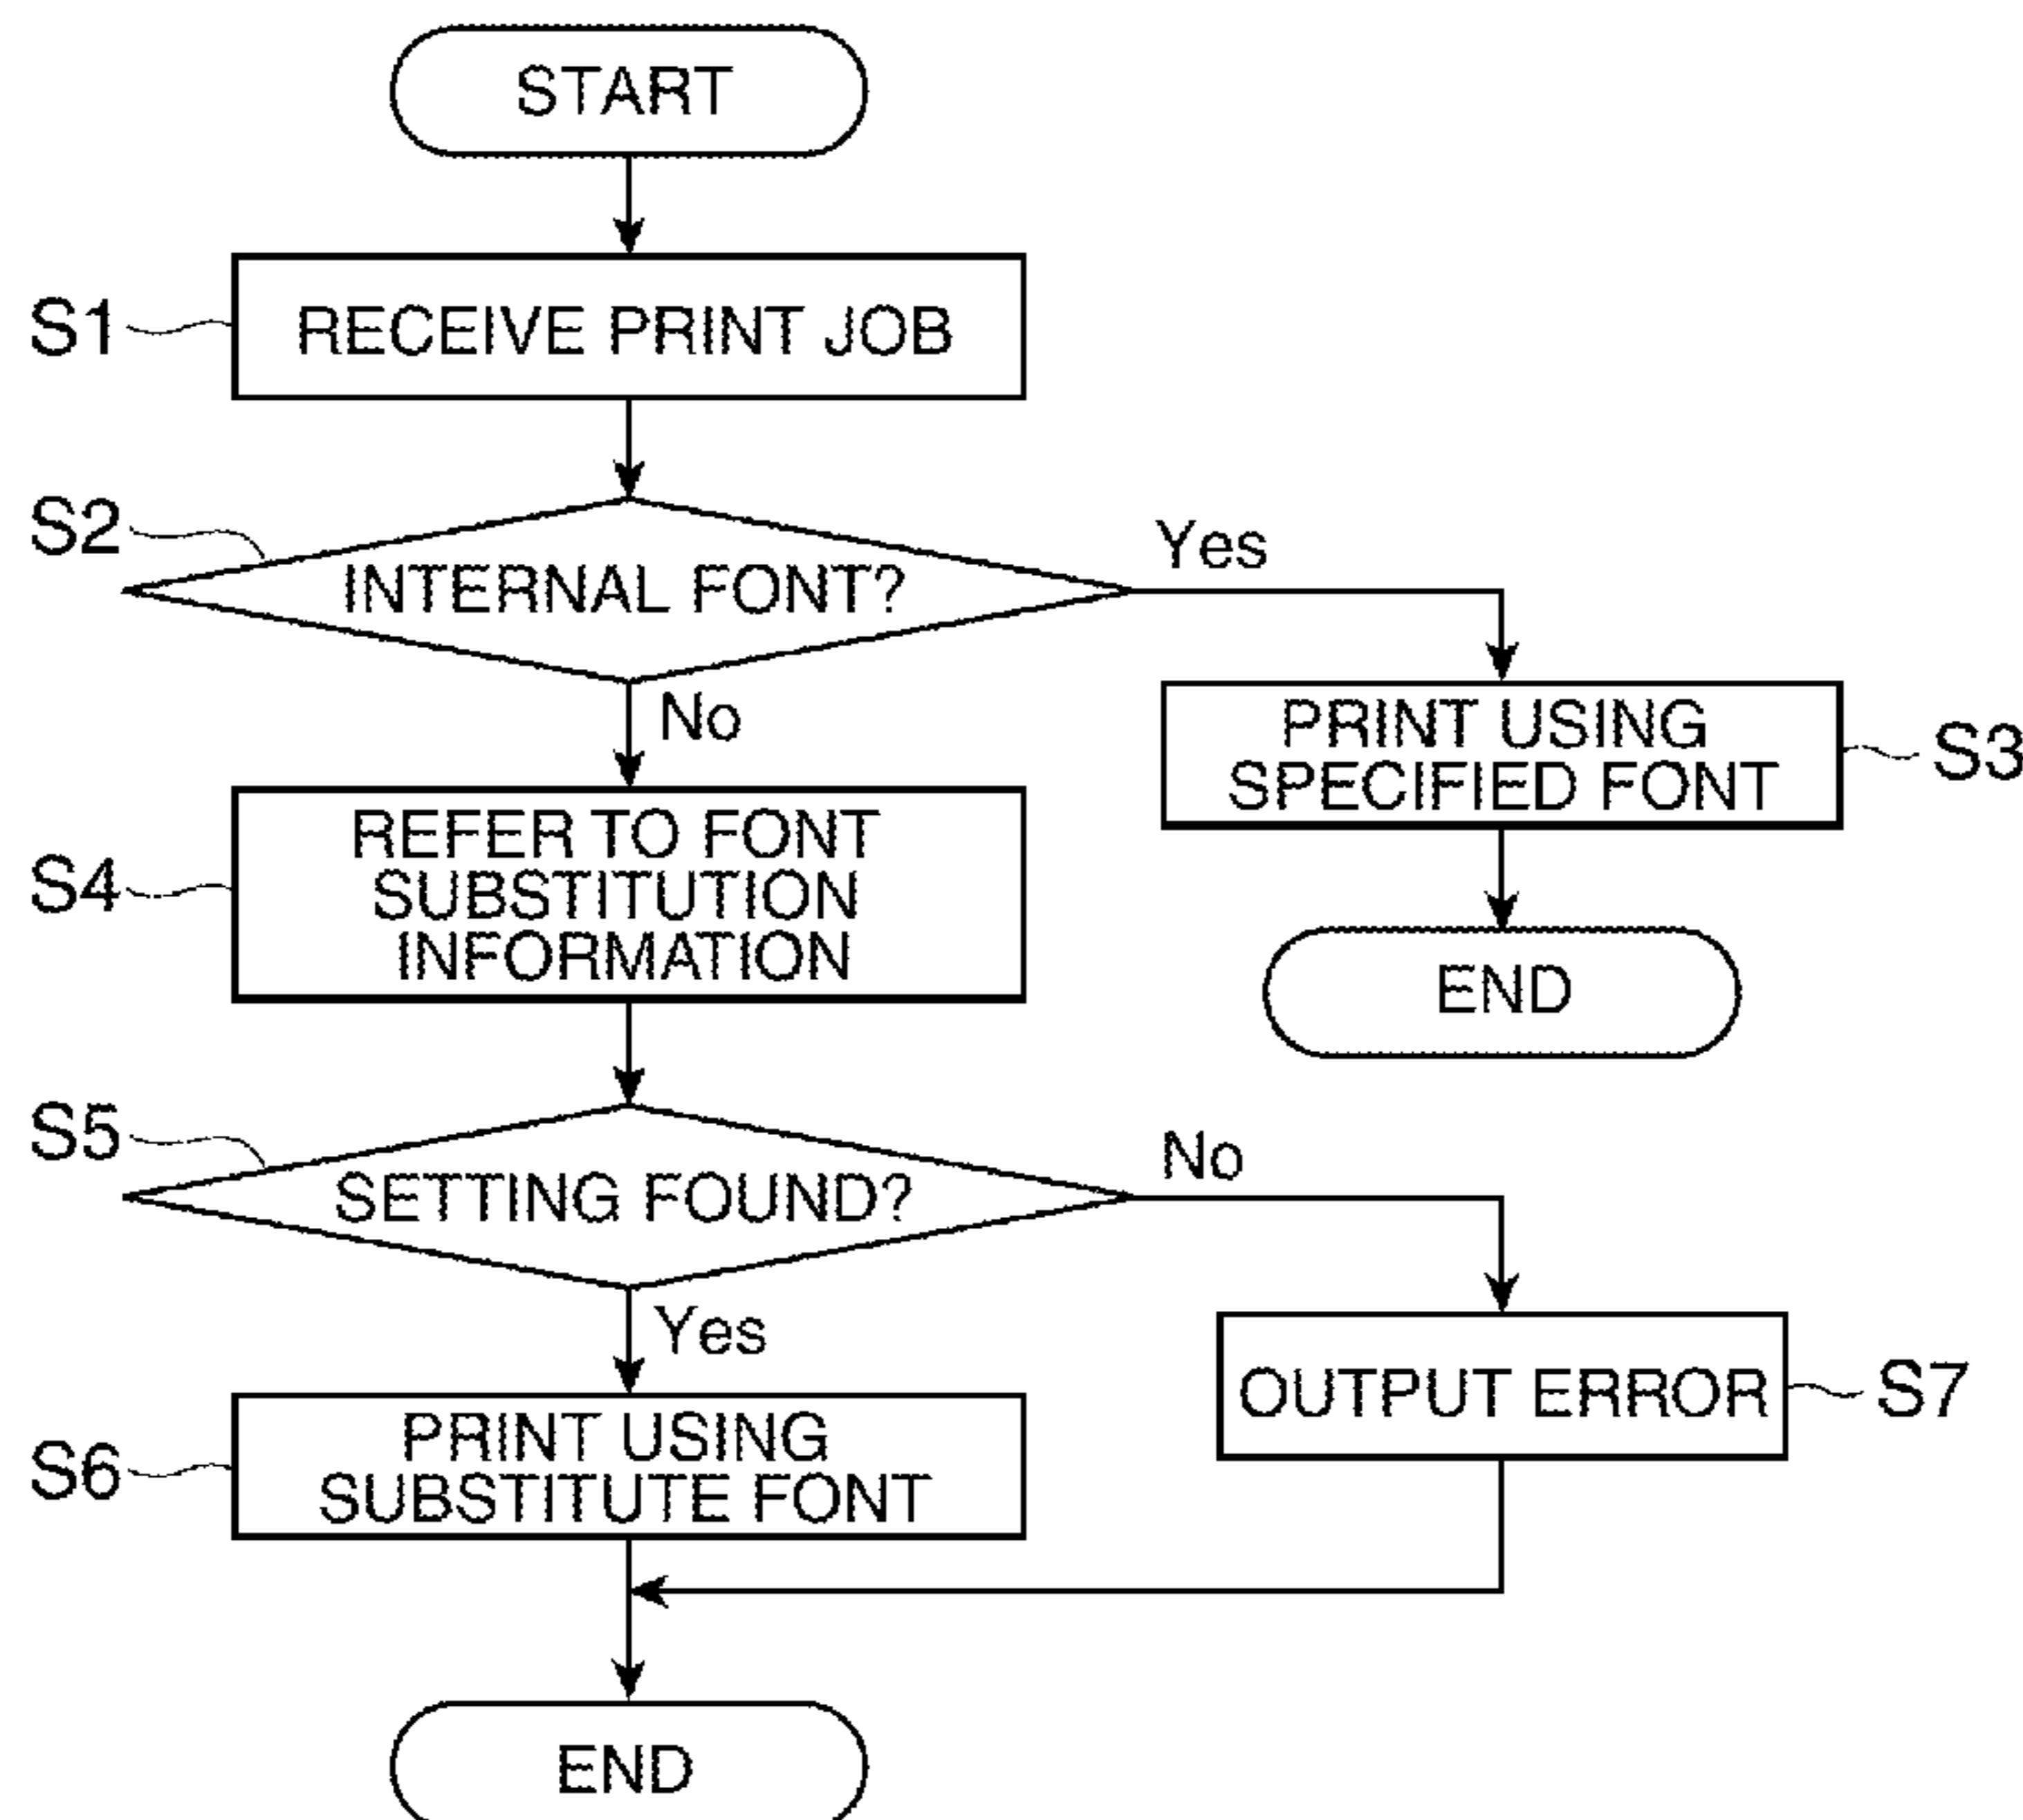 START
S1
RECEIVE PRINT JOB
S2
INTERNAL FONT?
Yes
No
PRINT USING
SPECIFIED FONT
S3
S4
REFER TO FONT
SUBSTITUTION
INFORMATION
END
S5
SETTING FOUND?
No
Yes
S6
PRINT USING
SUBSTITUTE FONT
OUTPUT ERROR
S7
END